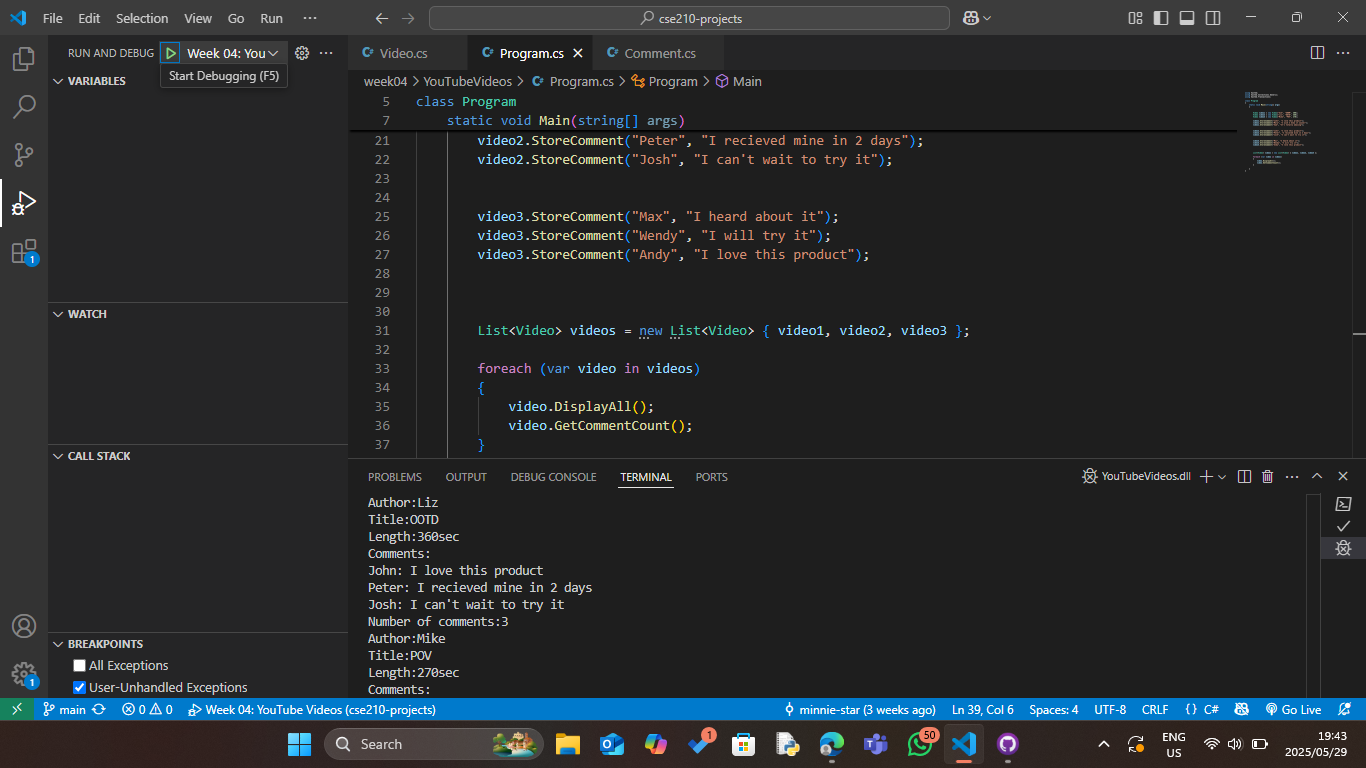 File Edit Selection View Go Run ··· cse210-projects
RUN AND DEBUG Week 04: You ···
Start Debugging (F5)
VARIABLES
WATCH
CALL STACK
BREAKPOINTS
All Exceptions
User-Unhandled Exceptions
1
1
Video.cs Program.cs Comment.cs ···
week04 > YouTubeVideos > Program.cs > Program > Main
5 class Program
7 static void Main(string[] args)
21 video2.StoreComment("Peter", "I recieved mine in 2 days");
22 video2.StoreComment("Josh", "I can't wait to try it");
23
24
25 video3.StoreComment("Max", "I heard about it");
26 video3.StoreComment("Wendy", "I will try it");
27 video3.StoreComment("Andy", "I love this product");
28
29
30
31 List<Video> videos = new List<Video> { video1, video2, video3 };
32
33 foreach (var video in videos)
34 {
35 video.DisplayAll();
36 video.GetCommentCount();
37 }
PROBLEMS OUTPUT DEBUG CONSOLE TERMINAL PORTS YouTubeVideos.dll ···
Author:Liz
Title:OOTD
Length:360sec
Comments:
John: I love this product
Peter: I recieved mine in 2 days
Josh: I can't wait to try it
Number of comments:3
Author:Mike
Title:POV
Length:270sec
Comments:
main 0 0 Week 04: YouTube Videos (cse210-projects) minnie-star (3 weeks ago) Ln 39, Col 6 Spaces: 4 UTF-8 CRLF {} C# Go Live
Search 1 50 ENG US 19:43 2025/05/29